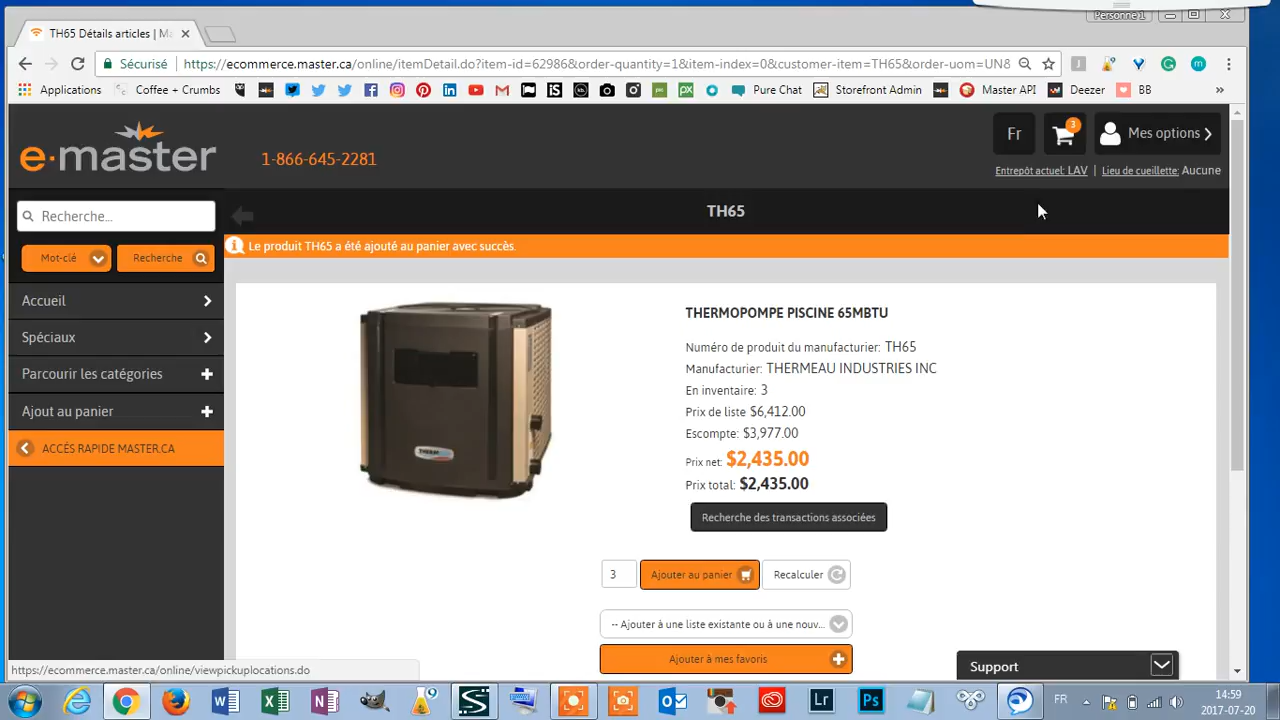 Personne 1
TH65 Détails articles | Ma
Sécurisé https://ecommerce.master.ca/online/itemDetail.do?item-id=62986&order-quantity=1&item-index=0&customer-item=TH65&order-uom=UN8
Applications Coffee + Crumbs Pure Chat Storefront Admin Master API Deezer BB »
e·master
1-866-645-2281
Fr 3 Mes options
Entrepôt actuel: LAV | Lieu de cueillette: Aucune
Recherche...
TH65
Mot-clé Recherche
Le produit TH65 a été ajouté au panier avec succès.
Accueil
Spéciaux
Parcourir les catégories
Ajout au panier
ACCÈS RAPIDE MASTER.CA
THERM
THERMOPOMPE PISCINE 65MBTU
Numéro de produit du manufacturier: TH65
Manufacturier: THERMEAU INDUSTRIES INC
En inventaire: 3
Prix de liste $6,412.00
Escompte: $3,977.00
Prix net: $2,435.00
Prix total: $2,435.00
Recherche des transactions associées
3 Ajouter au panier Recalculer
-- Ajouter à une liste existante ou à une nouv...
Ajouter à mes favoris
Support
https://ecommerce.master.ca/online/viewpickuplocations.do
FR
14:59
2017-07-20